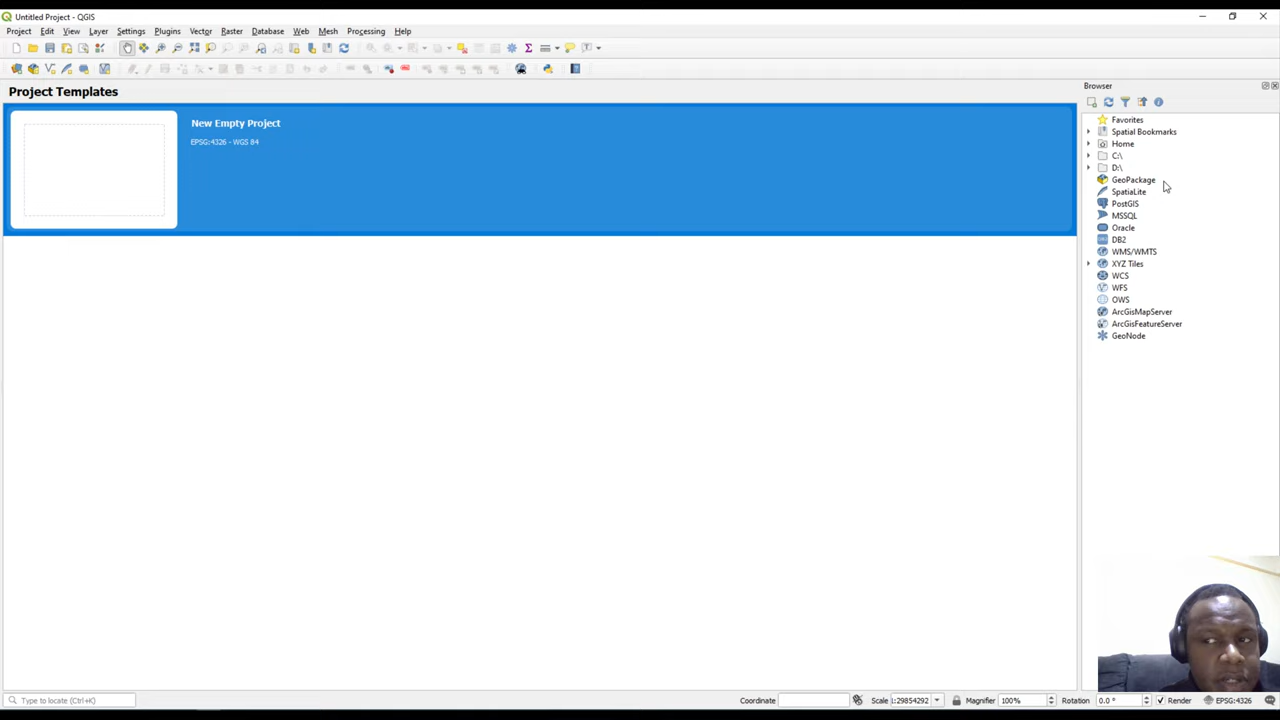 Untitled Project - QGIS
Project Edit View Layer Settings Plugins Vector Raster Database Web Mesh Processing Help
Project Templates
New Empty Project
EPSG:4326 - WGS 84
Browser
Favorites
Spatial Bookmarks
Home
C:\
D:\
GeoPackage
SpatiaLite
PostGIS
MSSQL
Oracle
DB2
WMS/WMTS
XYZ Tiles
WCS
WFS
OWS
ArcGisMapServer
ArcGisFeatureServer
GeoNode
Type to locate (Ctrl+K) Coordinate Scale 1:29854292 Magnifier 100% Rotation 0.0 ° Render EPSG:4326